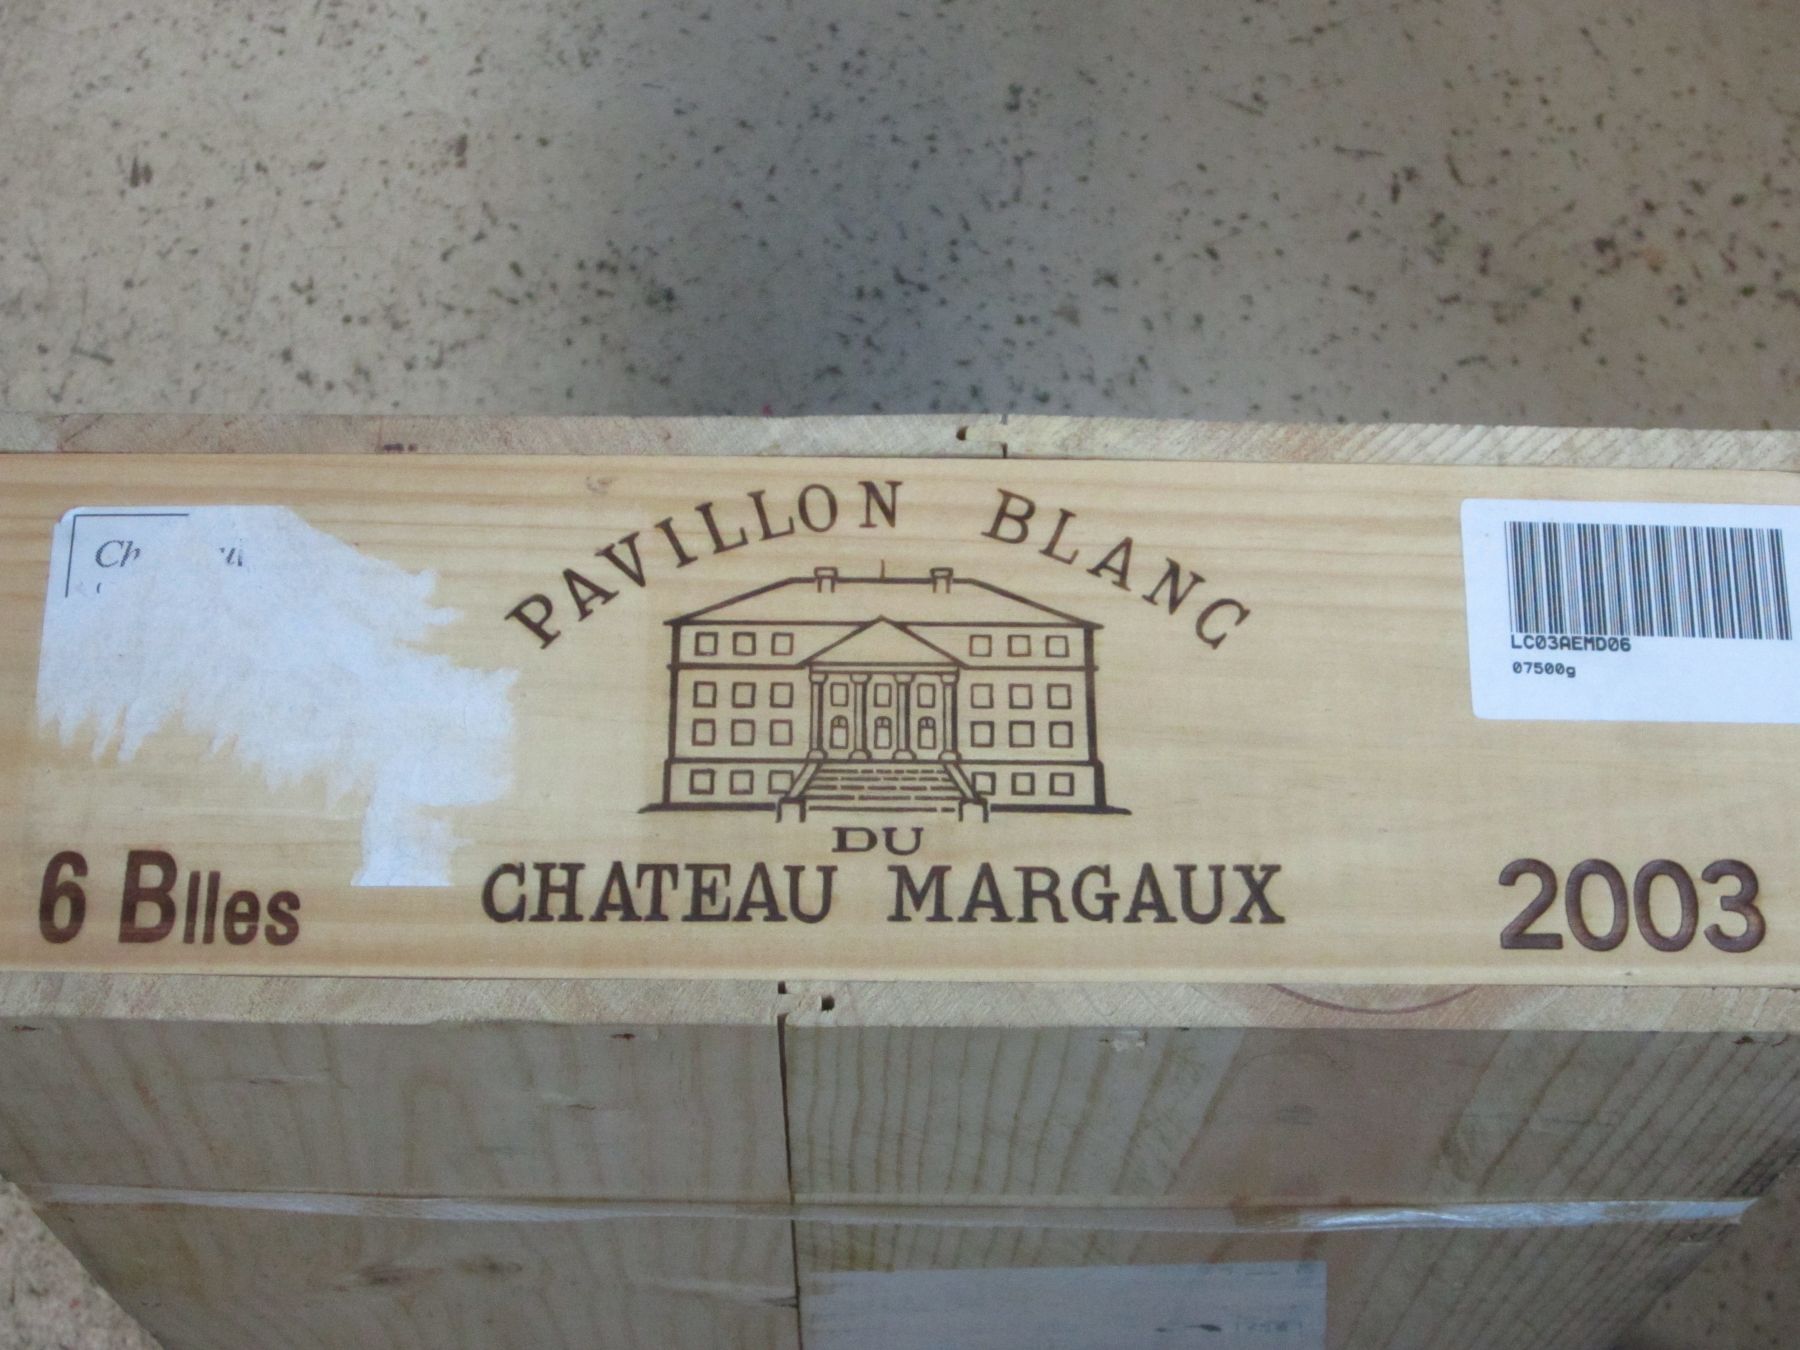 PAVILLON BLANC
DU
CHATEAU MARGAUX
6 Blles
2003
LC03AEMD06
07500g